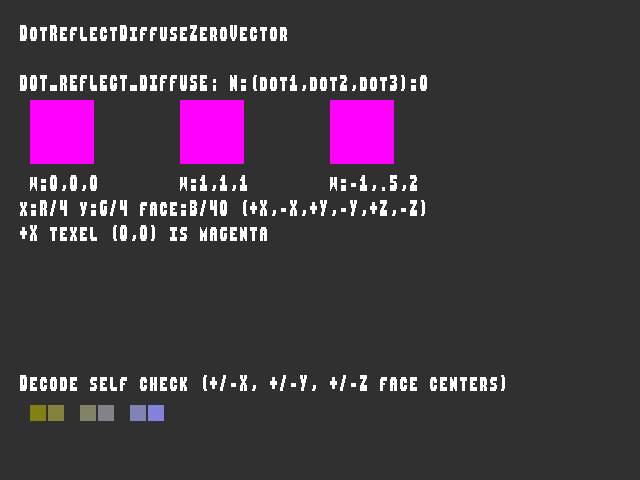 DotReflectDiffuseZeroVector
DOT_REFLECT_DIFFUSE: N=(dot1,dot2,dot3)=0
w=0,0,0 w=1,1,1 w=-1,.5,2
x=R/4 y=G/4 face=B/40 (+X,-X,+Y,-Y,+Z,-Z)
+X texel (0,0) is magenta
Decode self check (+/-X, +/-Y, +/-Z face centers)